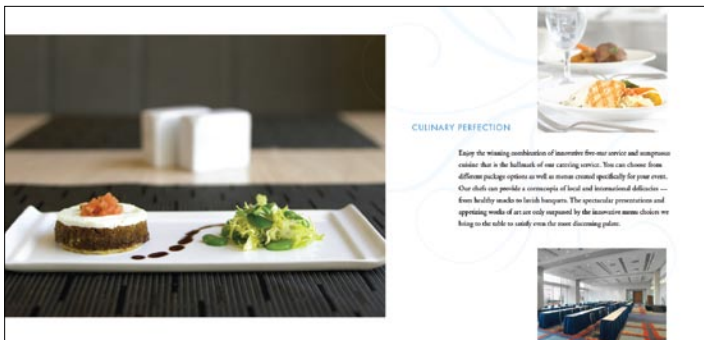 CULINARY PERFECTION
Enjoy the winning combination of innovative five-star service and sumptuous
cuisine that is the hallmark of our catering service. You can choose from
different package options as well as menus created specifically for your event.
Our chefs can provide a cornucopia of local and international delicacies —
from healthy snacks to lavish banquets. The spectacular presentations and
appetizing works of art are only surpassed by the innovative menu choices we
bring to the table to satisfy even the most discerning palate.